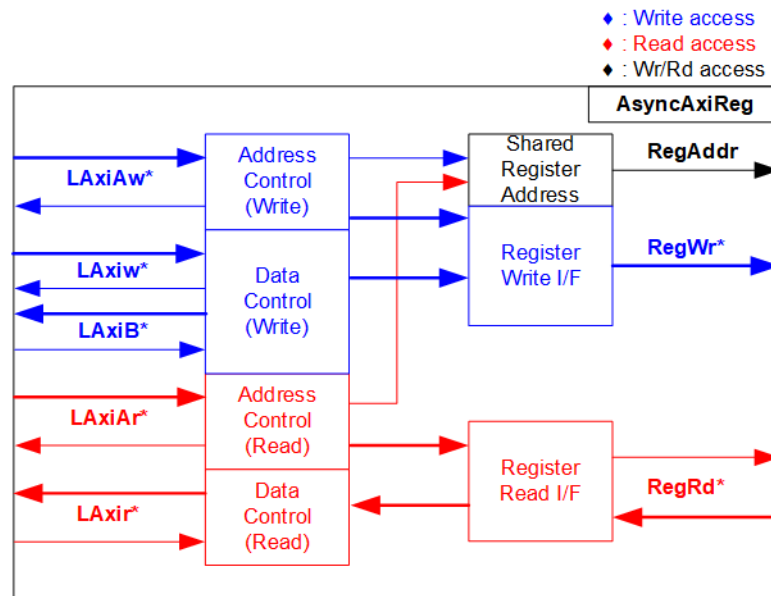 ♦ : Write access
♦ : Read access
♦ : Wr/Rd access
AsyncAxiReg
LAxiAw*
Address
Control
(Write)
Shared
Register
Address
RegAddr
LAxiw*
LAxiB*
Data
Control
(Write)
Register
Write I/F
RegWr*
LAxiAr*
Address
Control
(Read)
LAxir*
Data
Control
(Read)
Register
Read I/F
RegRd*